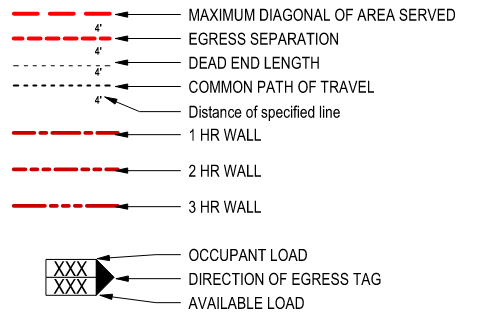 MAXIMUM DIAGONAL OF AREA SERVED
4'
EGRESS SEPARATION
4'
DEAD END LENGTH
4'
COMMON PATH OF TRAVEL
4'
Distance of specified line
1 HR WALL
2 HR WALL
3 HR WALL
OCCUPANT LOAD
XXX
DIRECTION OF EGRESS TAG
XXX
AVAILABLE LOAD